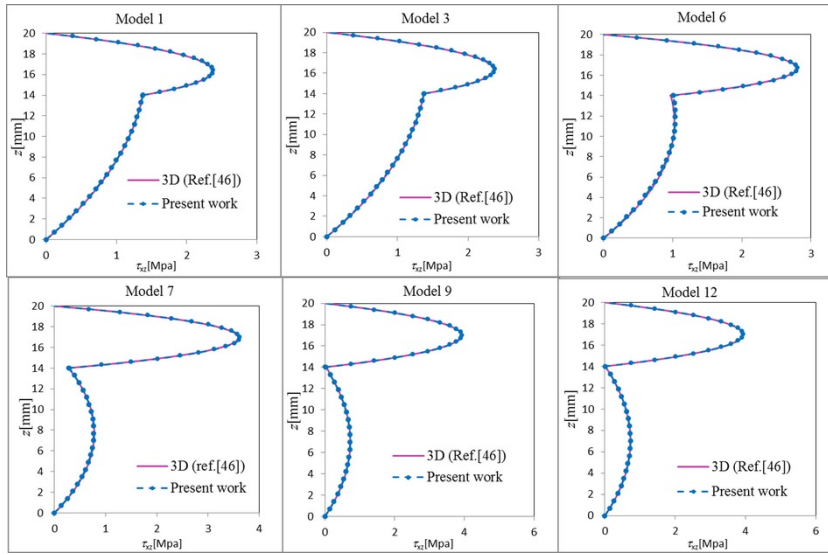 Model 1
20
18
16
14
12
10
8
6
4
2
0
z[mm]
3D (Ref.[46])
Present work
0 1 2 3
τxz[Mpa]
Model 3
20
18
16
14
12
10
8
6
4
2
0
z[mm]
3D (Ref.[46])
Present work
0 1 2 3
τxz[Mpa]
Model 6
20
18
16
14
12
10
8
6
4
2
0
z[mm]
3D (Ref.[46])
Present work
0 1 2 3
τxz[Mpa]
Model 7
20
18
16
14
12
10
8
6
4
2
0
z[mm]
3D (ref.[46])
Present work
0 1 2 3 4
τxz[Mpa]
Model 9
20
18
16
14
12
10
8
6
4
2
0
z[mm]
3D (Ref.[46])
Present work
0 2 4 6
τxz[Mpa]
Model 12
20
18
16
14
12
10
8
6
4
2
0
z[mm]
3D (Ref.[46])
Present work
0 2 4 6
τxz[Mpa]